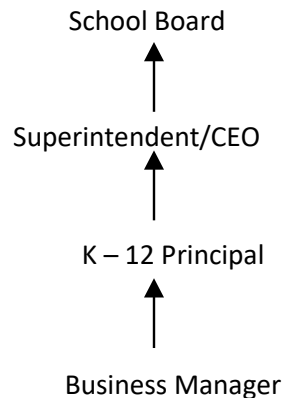 School Board
Superintendent/CEO
K – 12 Principal
Business Manager